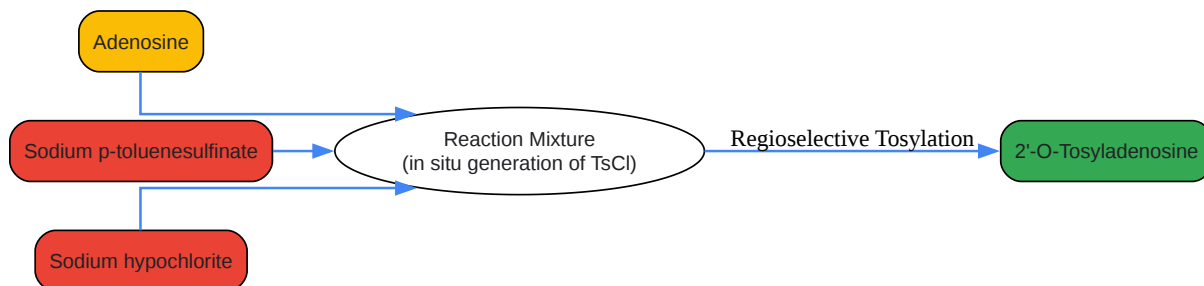 Adenosine
Sodium p-toluenesulfinate
Sodium hypochlorite
Reaction Mixture
(in situ generation of TsCl)
Regioselective Tosylation
2'-O-Tosyladenosine